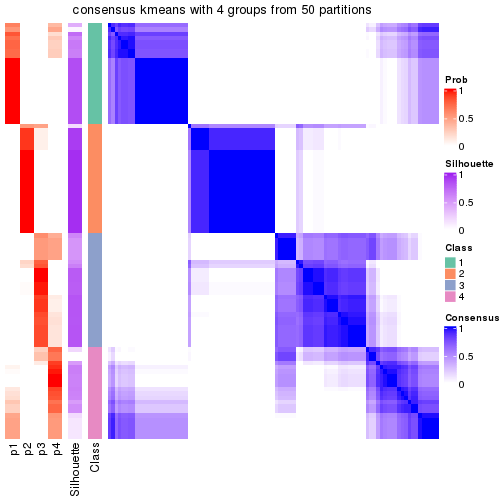 consensus kmeans with 4 groups from 50 partitions
Prob
1
0.5
0
Silhouette
1
0.5
0
Class
1
2
3
4
Consensus
1
0.5
0
p1
p2
p3
p4
Silhouette
Class